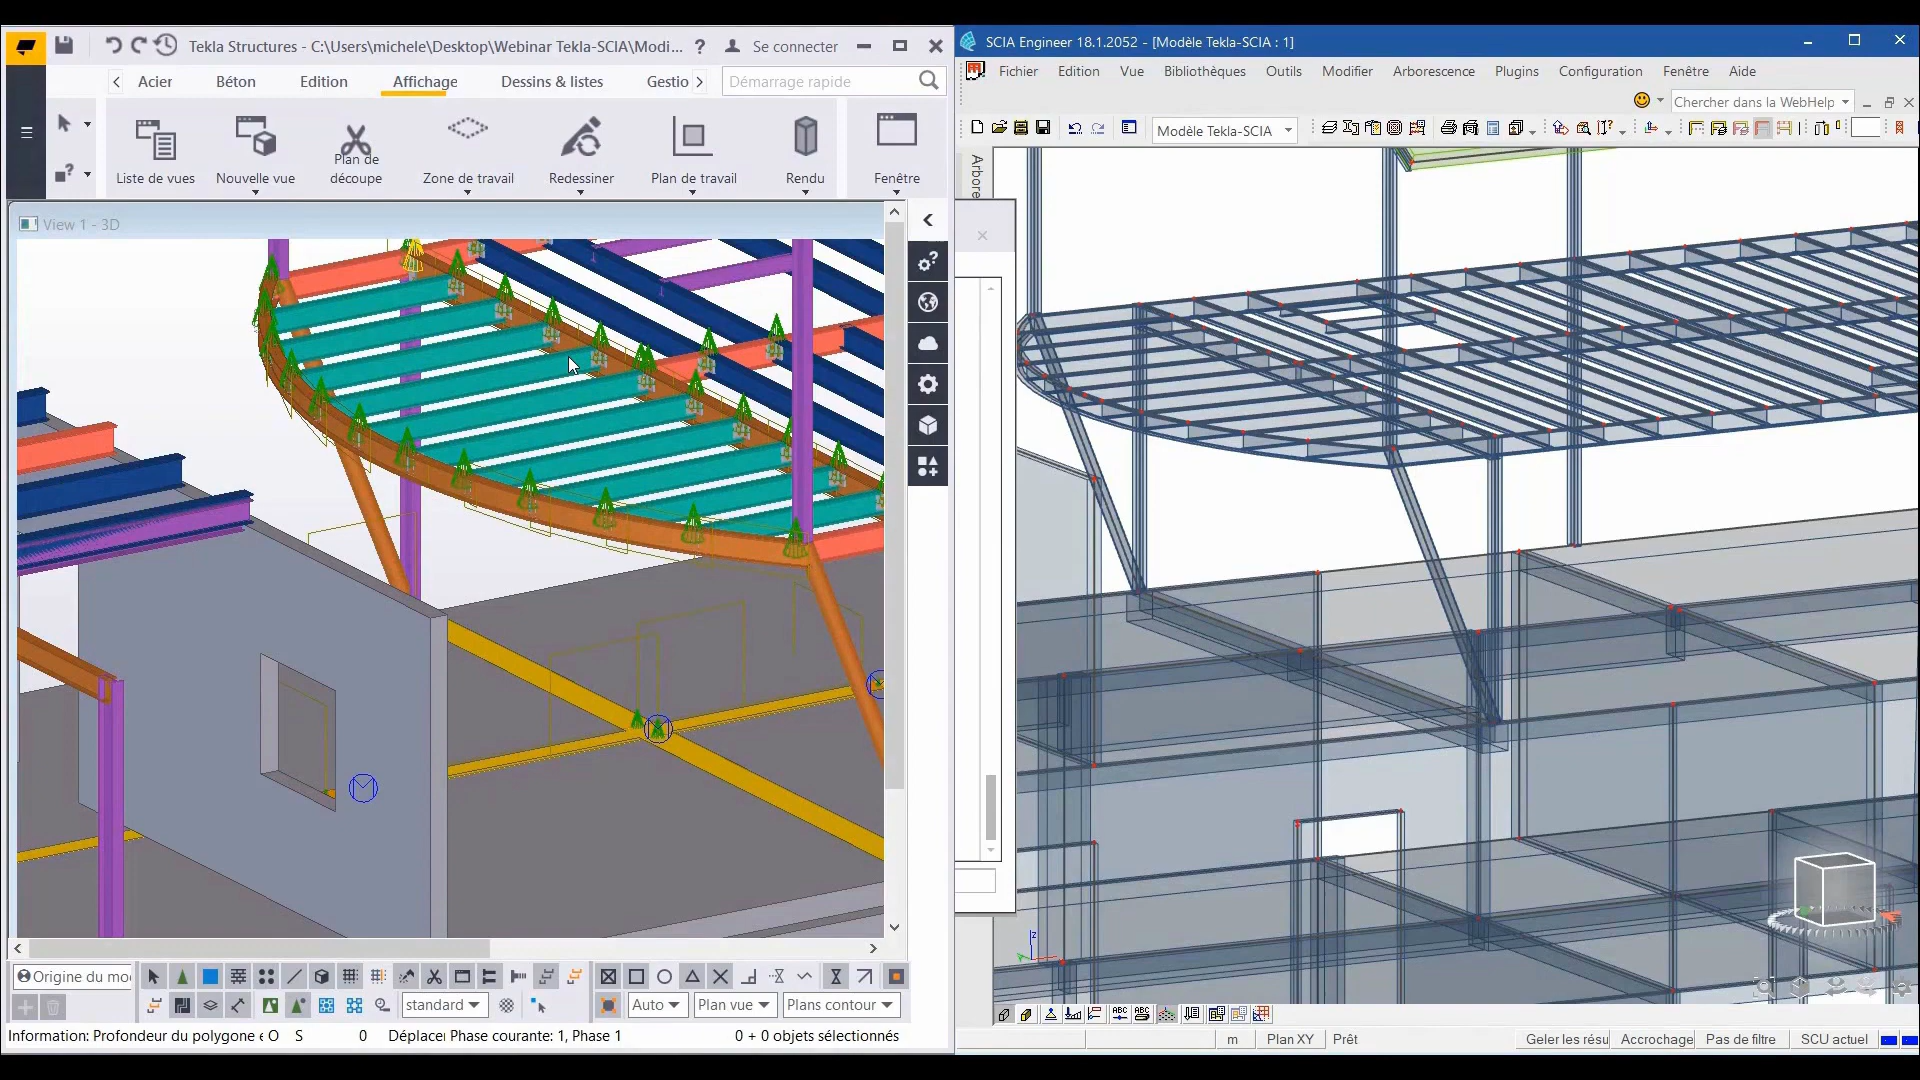 Tekla Structures - C:\Users\michele\Desktop\Webinar Tekla-SCIA\Modi...
? Se connecter
Acier Béton Edition Affichage Dessins & listes Gestio
Démarrage rapide
Liste de vues
Nouvelle vue
Plan de découpe
Zone de travail
Redessiner
Plan de travail
Rendu
Fenêtre
View 1 - 3D
Origine du mo
standard
Auto
Plan vue
Plans contour
Information: Profondeur du polygone e O S 0 Déplace Phase courante: 1, Phase 1 0 + 0 objets sélectionnés
SCIA Engineer 18.1.2052 - [Modèle Tekla-SCIA : 1]
Fichier Edition Vue Bibliothèques Outils Modifier Arborescence Plugins Configuration Fenêtre Aide
Chercher dans la WebHelp
Modèle Tekla-SCIA
Arbore
z
ABC ABC
m Plan XY Prêt Geler les résu Accrochage Pas de filtre SCU actuel